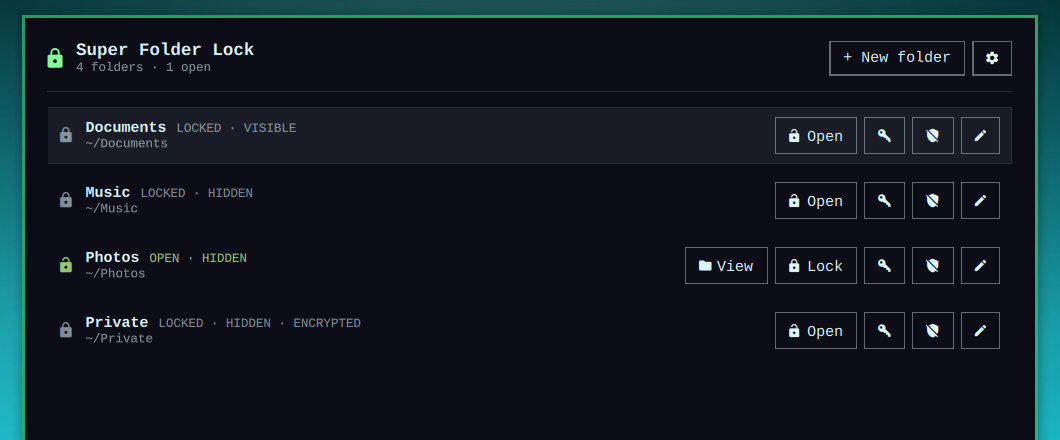 Super Folder Lock
4 folders · 1 open
+ New folder
Documents LOCKED · VISIBLE
~/Documents
Open
Music LOCKED · HIDDEN
~/Music
Open
Photos OPEN · HIDDEN
~/Photos
View Lock
Private LOCKED · HIDDEN · ENCRYPTED
~/Private
Open